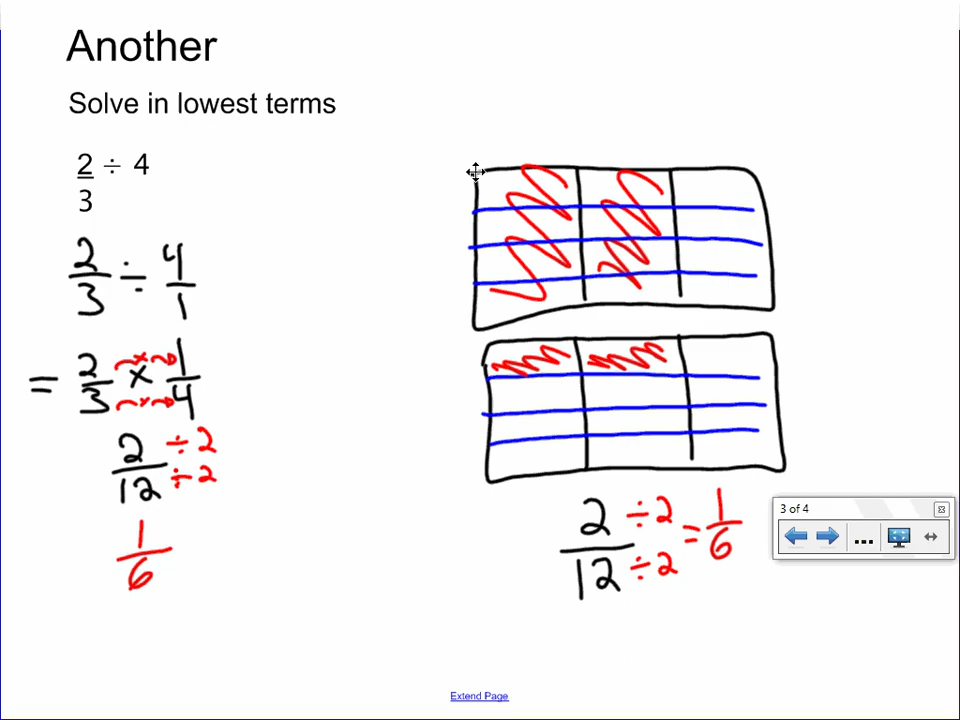 Another
Solve in lowest terms
2 ÷ 4
3
2/3 ÷ 4/1
= 2/3 × 1/4
2/12 ÷2 ÷2
1/6
2/12 ÷2 ÷2 = 1/6
3 of 4
...
Extend Page